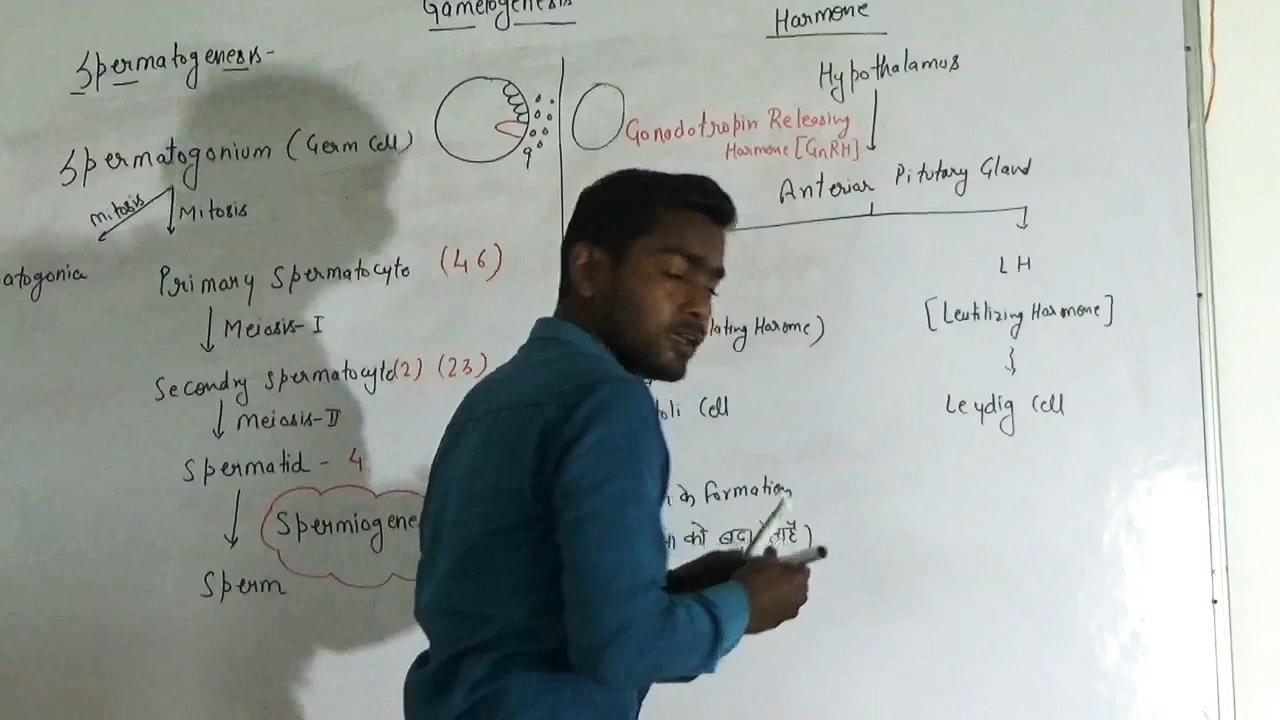 Gametogenesis
Spermatogenesis-
Spermatogonium (Germ Cell)
mitosis
Mitosis
atogonia
Primary Spermatocyte (46)
Meiosis-I
Secondry Spermatocyte(2) (23)
Meiosis-II
Spermatid - 4
Spermiogene
Sperm
Harmone
Hypothalamus
Gonodotropin Releasing
Harmone [GnRH]
Anterior Pitutary Gland
LH
lating Harome)
[Leutilizing Harmone]
oli Cell
Leydig Cell
के formation
को बढ़ा